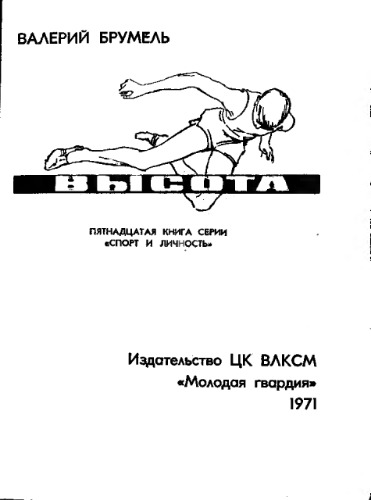 ВАЛЕРИЙ БРУМЕЛЬ
ВЫСОТА
ПЯТНАДЦАТАЯ КНИГА СЕРИИ
«СПОРТ И ЛИЧНОСТЬ»
Издательство ЦК ВЛКСМ
«Молодая гвардия»
1971